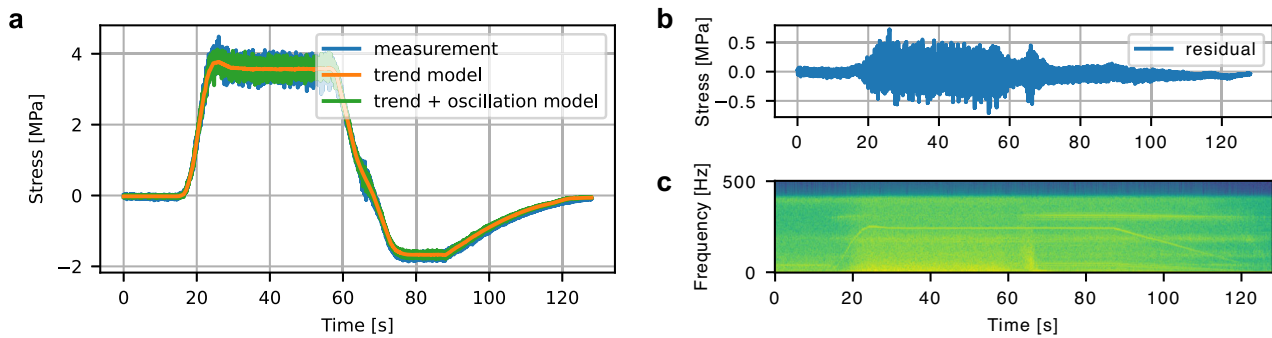 a
Stress [MPa]
4
2
0
−2
measurement
trend model
trend + oscillation model
0 20 40 60 80 100 120
Time [s]
b
Stress [MPa]
0.5
0.0
−0.5
residual
0 20 40 60 80 100 120
c
Frequency [Hz]
500
0
0 20 40 60 80 100 120
Time [s]